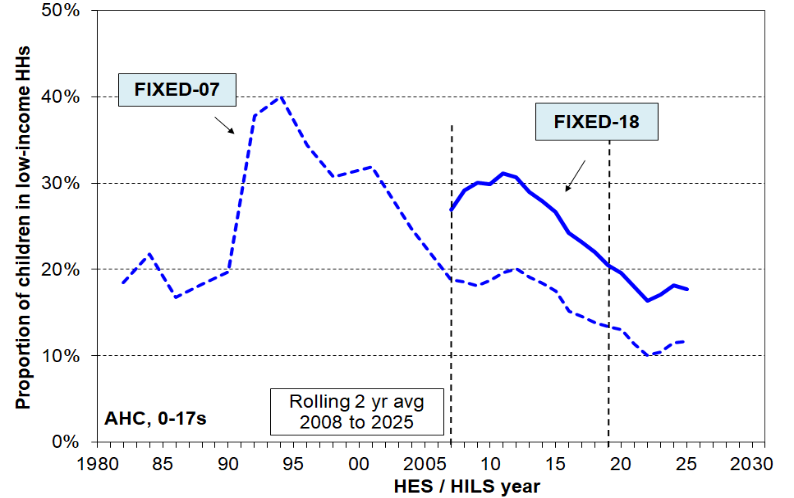 50%
40%
30%
20%
10%
0%
Proportion of children in low-income HHs
FIXED-07
FIXED-18
Rolling 2 yr avg
2008 to 2025
AHC, 0-17s
1980 85 90 95 00 2005 10 15 20 25 2030
HES / HILS year